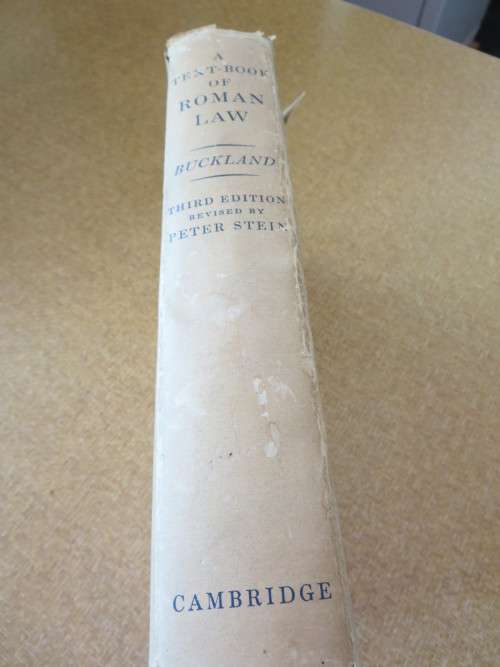 A
TEXT-BOOK
OF
ROMAN
LAW
BUCKLAND
THIRD EDITION
REVISED BY
PETER STEIN
CAMBRIDGE